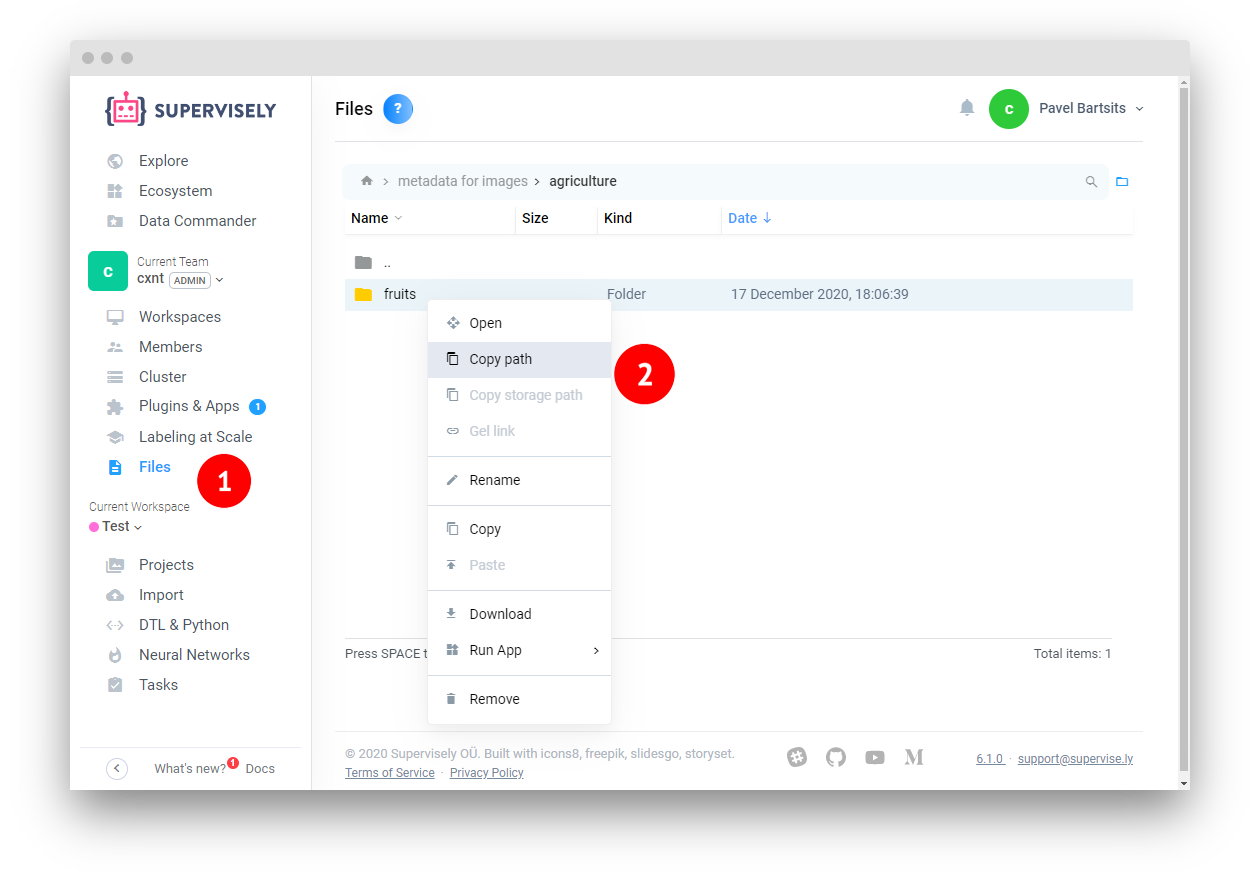 SUPERVISELY
Explore
Ecosystem
Data Commander
C
Current Team
cxnt ADMIN
Workspaces
Members
Cluster
Plugins & Apps 1
Labeling at Scale
Files
1
Current Workspace
Test
Projects
Import
DTL & Python
Neural Networks
Tasks
What's new? 1 Docs
Files ?
C Pavel Bartsits
metadata for images > agriculture
Name Size Kind Date
..
fruits Folder 17 December 2020, 18:06:39
Open
Copy path
2
Copy storage path
Gel link
Rename
Copy
Paste
Download
Run App
Remove
Press SPACE t
Total items: 1
© 2020 Supervisely OÜ. Built with icons8, freepik, slidesgo, storyset.
Terms of Service · Privacy Policy
6.1.0 · support@supervise.ly